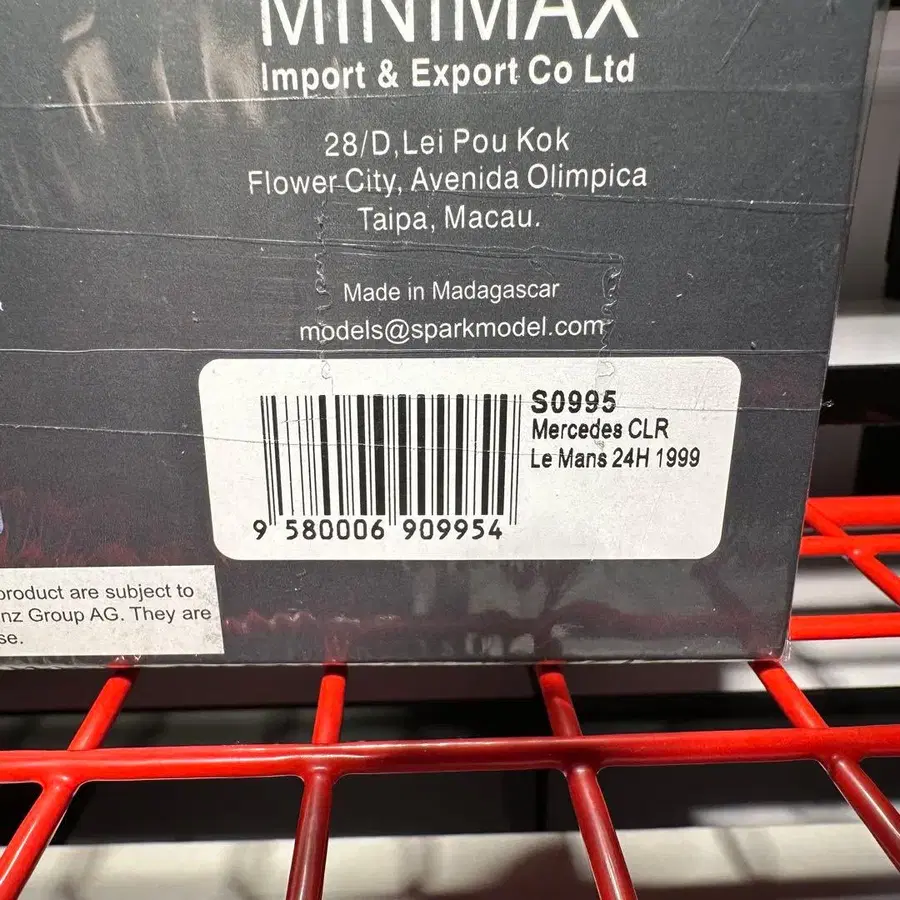 MINIMAX
Import & Export Co Ltd
28/D,Lei Pou Kok
Flower City, Avenida Olimpica
Taipa, Macau.
Made in Madagascar
models@sparkmodel.com
S0995
Mercedes CLR
Le Mans 24H 1999
9 580006 909954
product are subject to
nz Group AG. They are
se.